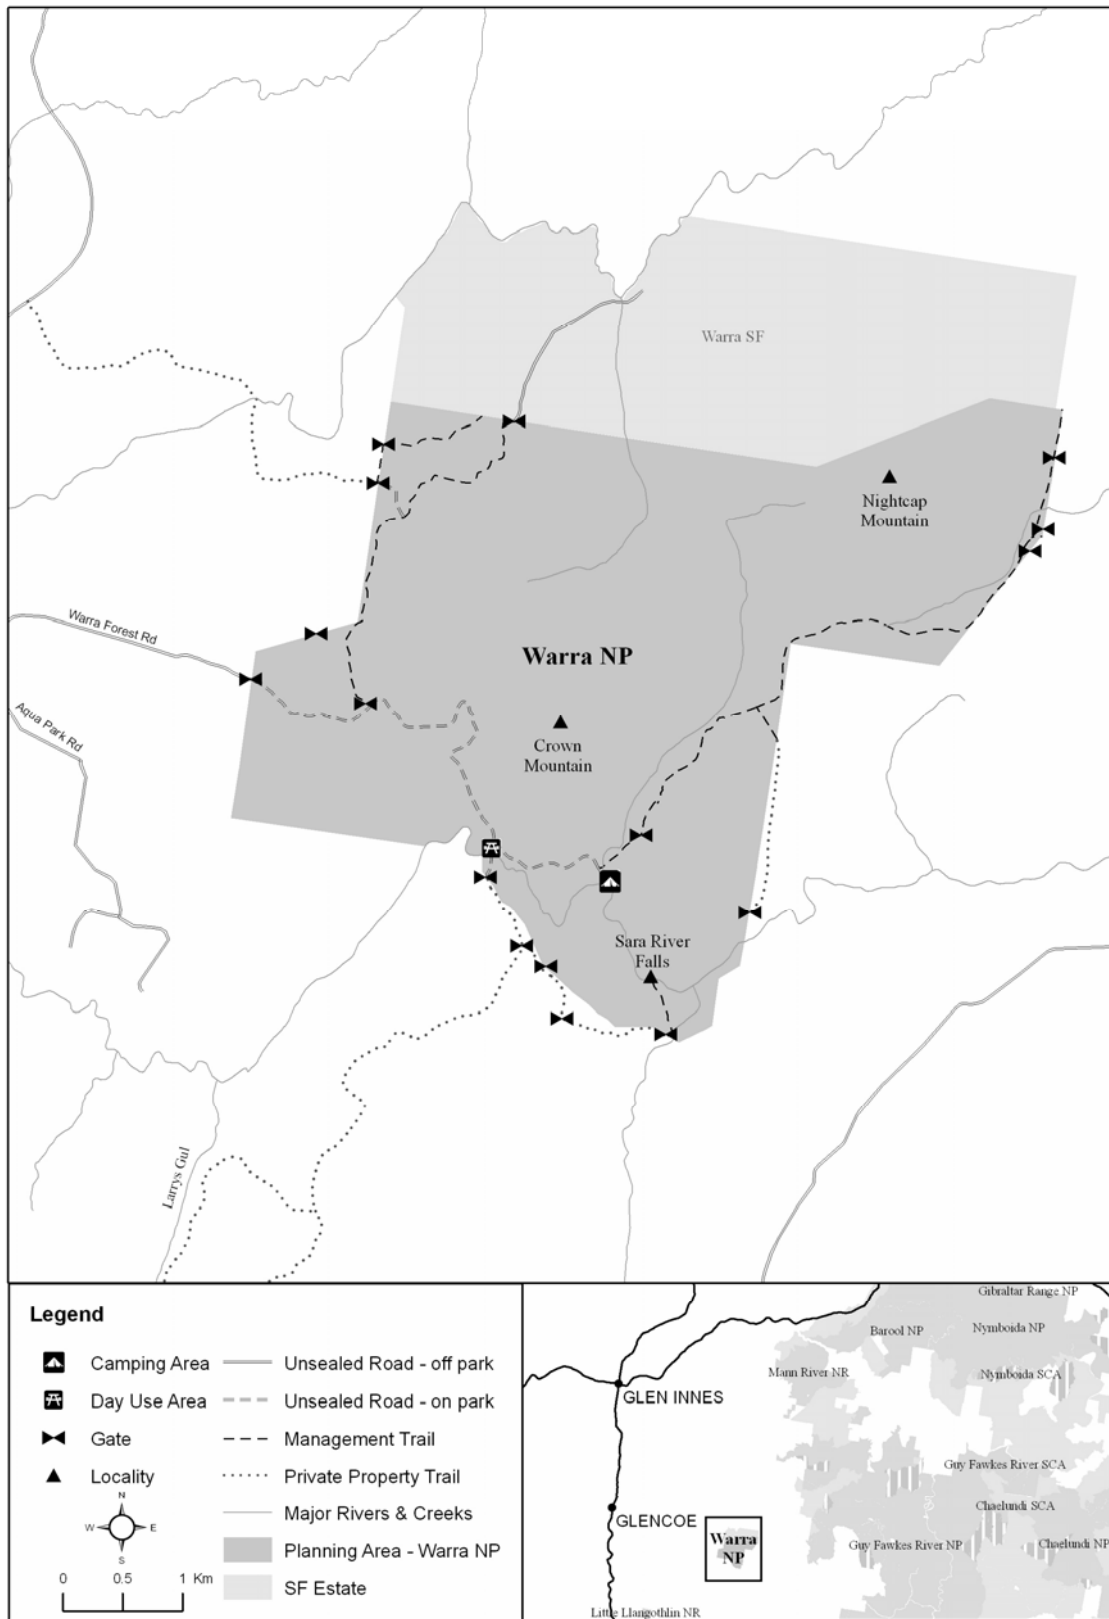 Warra SF
Nightcap
Mountain
Warra Forest Rd
Warra NP
Aqua Park Rd
Crown
Mountain
Sara River
Falls
Larrys Gul
Legend
Camping Area
Day Use Area
Gate
Locality
N
W
E
S
0 0.5 1 Km
Unsealed Road - off park
Unsealed Road - on park
Management Trail
Private Property Trail
Major Rivers & Creeks
Planning Area - Warra NP
SF Estate
Gibraltar Range NP
Barool NP
Nymboida NP
Mann River NR
Nymboida SCA
GLEN INNES
Guy Fawkes River SCA
Chaelundi SCA
GLENCOE
Warra
NP
Guy Fawkes River NP
Chaelundi NP
Little Llangothlin NR